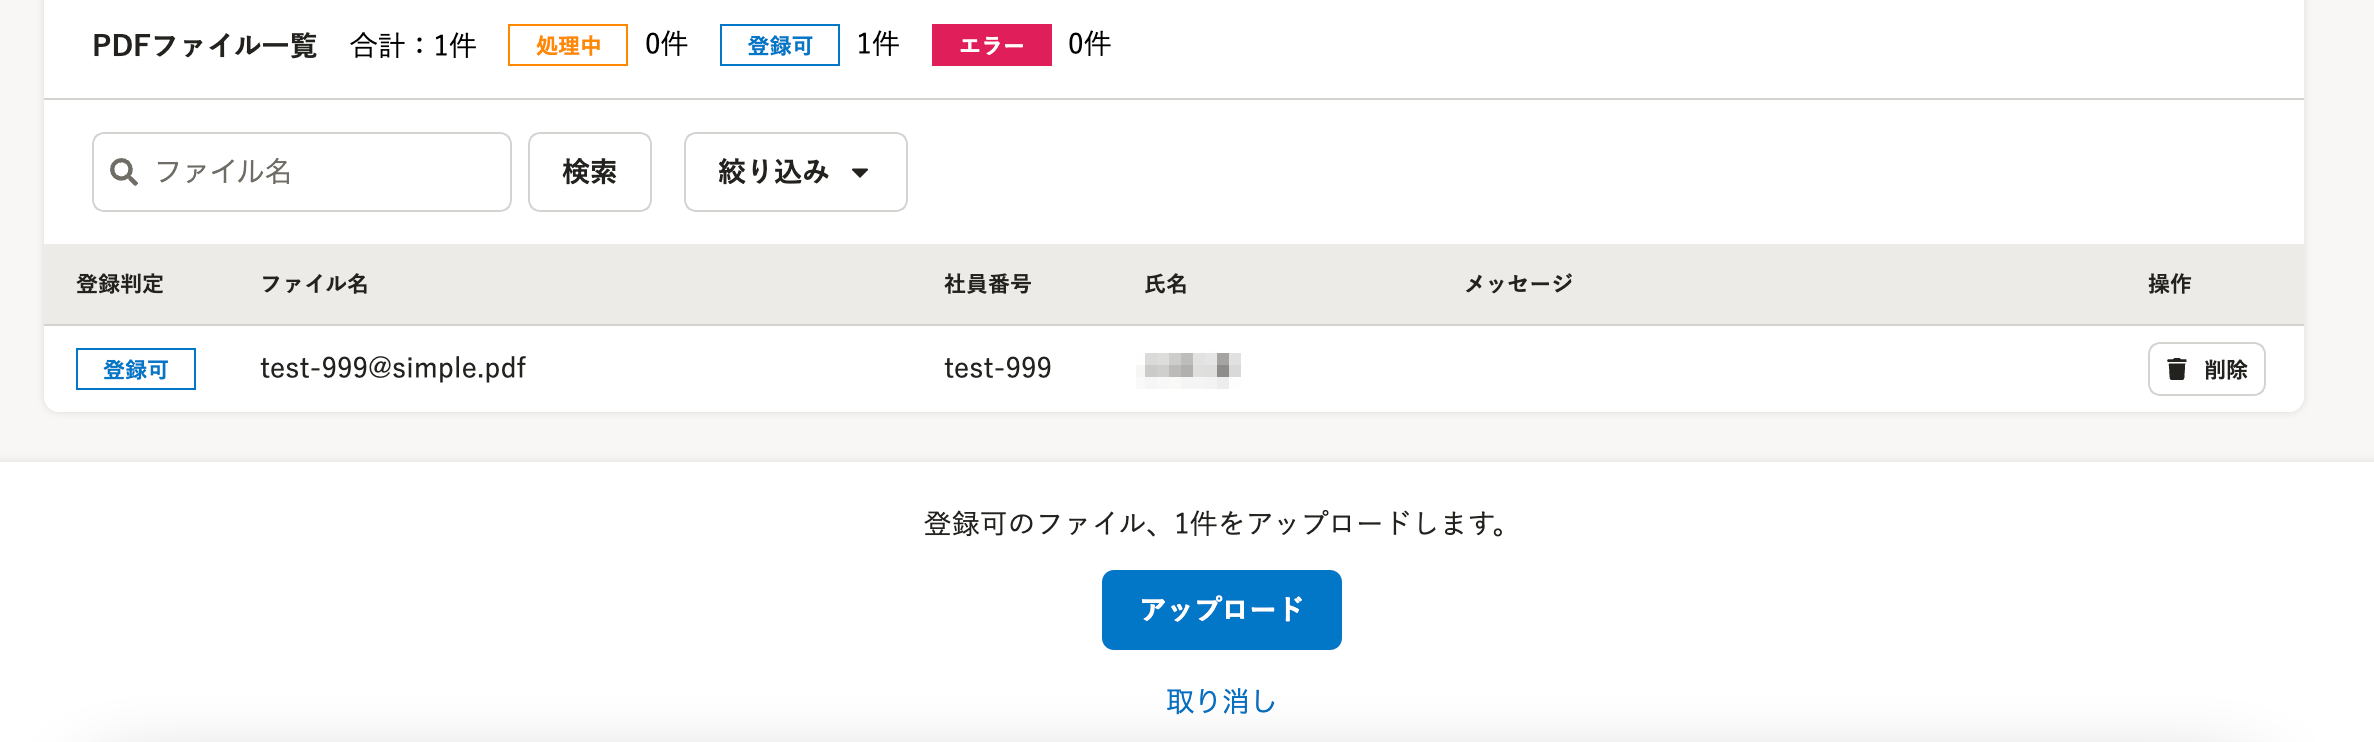 PDFファイル一覧 合計：1件 処理中 0件 登録可 1件 エラー 0件
ファイル名 検索 絞り込み
登録判定 ファイル名 社員番号 氏名 メッセージ 操作
登録可 test-999@simple.pdf test-999 削除
登録可のファイル、1件をアップロードします。
アップロード
取り消し